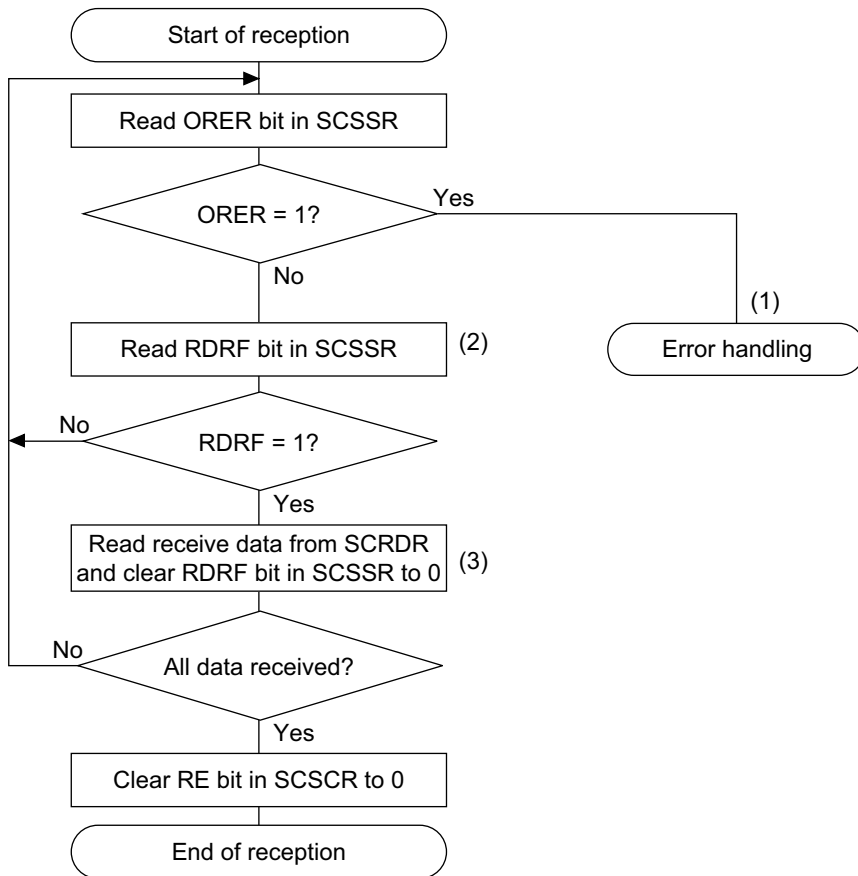 Start of reception
Read ORER bit in SCSSR
Yes
ORER = 1?
No
(1)
Read RDRF bit in SCSSR
(2)
Error handling
No
RDRF = 1?
Yes
Read receive data from SCRDR
and clear RDRF bit in SCSSR to 0
(3)
No
All data received?
Yes
Clear RE bit in SCSCR to 0
End of reception